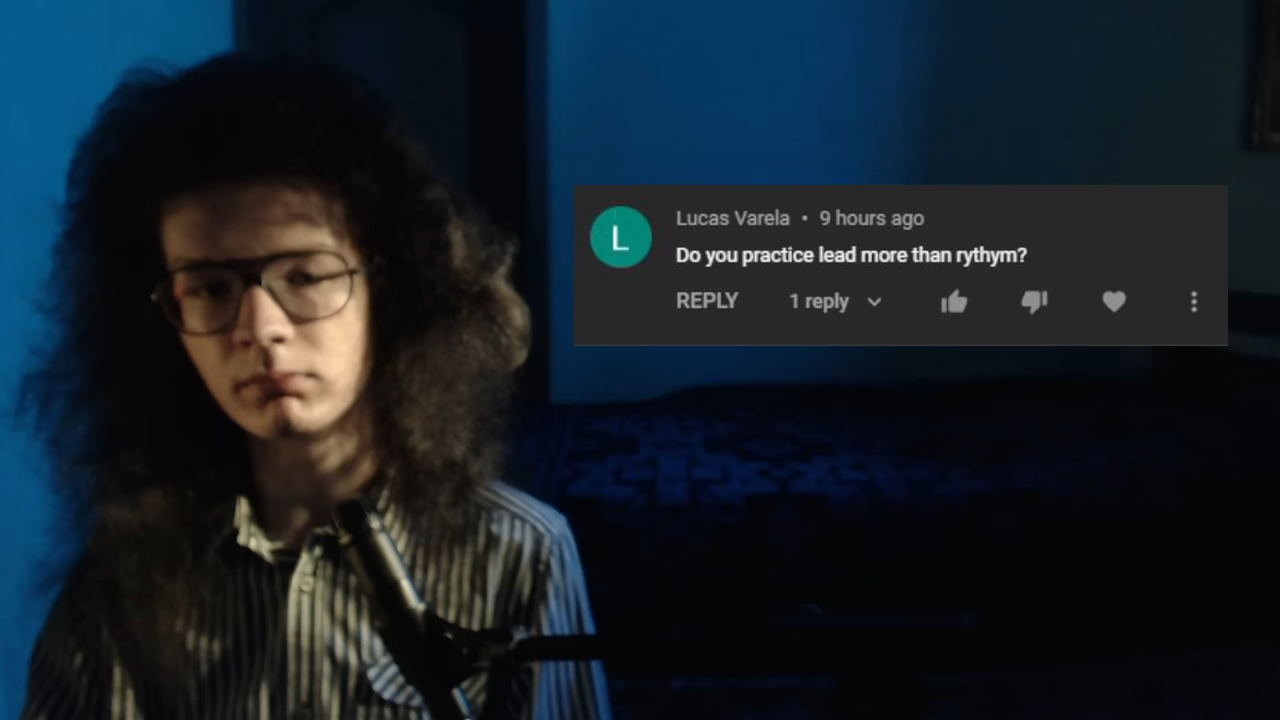 L
Lucas Varela • 9 hours ago
Do you practice lead more than rythym?
REPLY 1 reply